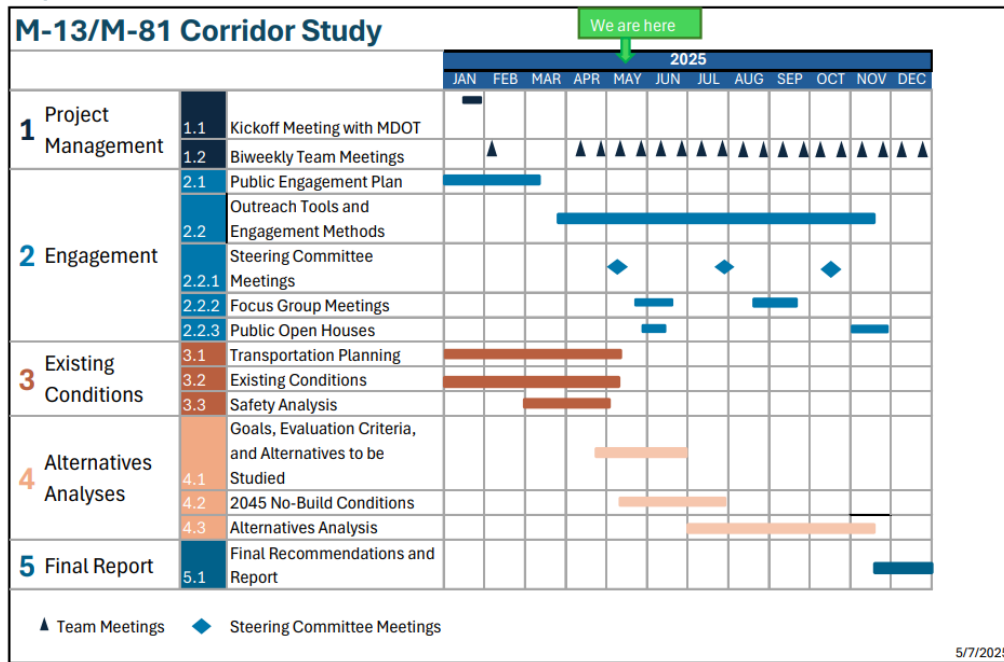 M-13/M-81 Corridor Study
We are here
2025
JAN FEB MAR APR MAY JUN JUL AUG SEP OCT NOV DEC
1 Project
Management
1.1 Kickoff Meeting with MDOT
1.2 Biweekly Team Meetings
2 Engagement
2.1 Public Engagement Plan
Outreach Tools and
2.2 Engagement Methods
Steering Committee
2.2.1 Meetings
2.2.2 Focus Group Meetings
2.2.3 Public Open Houses
3 Existing
Conditions
3.1 Transportation Planning
3.2 Existing Conditions
3.3 Safety Analysis
4 Alternatives
Analyses
Goals, Evaluation Criteria,
and Alternatives to be
4.1 Studied
4.2 2045 No-Build Conditions
4.3 Alternatives Analysis
5 Final Report
Final Recommendations and
5.1 Report
Team Meetings
Steering Committee Meetings
5/7/2025